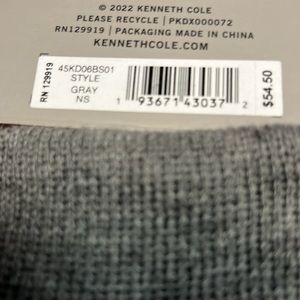 © 2022 KENNETH COLE
PLEASE RECYCLE | PKDX000072
RN129919 | PACKAGING MADE IN CHINA
KENNETHCOLE.COM
RN 129919
45KD06BS01
STYLE
GRAY
NS
1 93671 43037 2
$54.50